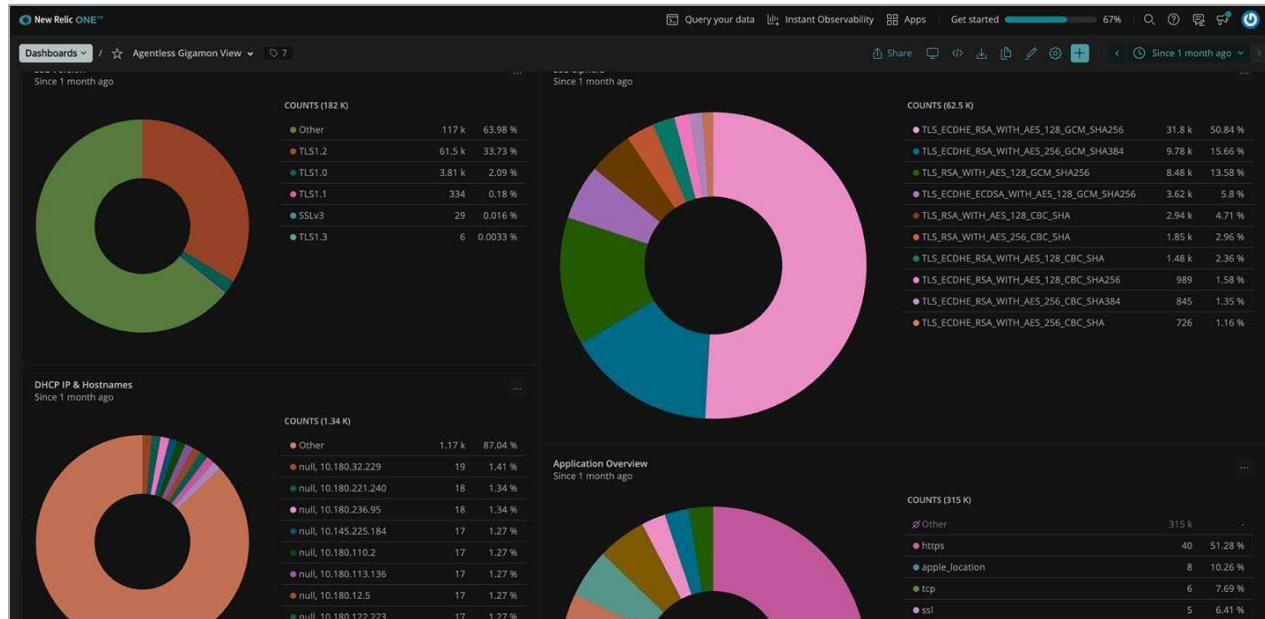 New Relic ONE™
Query your data
Instant Observability
Apps
Get started
67%
Dashboards
/
Agentless Gigamon View
7
Share
Since 1 month ago
Since 1 month ago
COUNTS (182 K)
Other 117 k 63.98 %
TLS1.2 61.5 k 33.73 %
TLS1.0 3.81 k 2.09 %
TLS1.1 334 0.18 %
SSLv3 29 0.016 %
TLS1.3 6 0.0033 %
Since 1 month ago
COUNTS (62.5 K)
TLS_ECDHE_RSA_WITH_AES_128_GCM_SHA256 31.8 k 50.84 %
TLS_ECDHE_RSA_WITH_AES_256_GCM_SHA384 9.78 k 15.66 %
TLS_RSA_WITH_AES_128_GCM_SHA256 8.48 k 13.58 %
TLS_ECDHE_ECDSA_WITH_AES_128_GCM_SHA256 3.62 k 5.8 %
TLS_RSA_WITH_AES_128_CBC_SHA 2.94 k 4.71 %
TLS_RSA_WITH_AES_256_CBC_SHA 1.85 k 2.96 %
TLS_ECDHE_RSA_WITH_AES_128_CBC_SHA 1.48 k 2.36 %
TLS_ECDHE_RSA_WITH_AES_128_CBC_SHA256 989 1.58 %
TLS_ECDHE_RSA_WITH_AES_256_CBC_SHA384 845 1.35 %
TLS_ECDHE_RSA_WITH_AES_256_CBC_SHA 726 1.16 %
DHCP IP & Hostnames
Since 1 month ago
COUNTS (1.34 K)
Other 1.17 k 87.04 %
null, 10.180.32.229 19 1.41 %
null, 10.180.221.240 18 1.34 %
null, 10.180.236.95 18 1.34 %
null, 10.145.225.184 17 1.27 %
null, 10.180.110.2 17 1.27 %
null, 10.180.113.136 17 1.27 %
null, 10.180.12.5 17 1.27 %
null, 10.180.122.223 17 1.27 %
Application Overview
Since 1 month ago
COUNTS (315 K)
Other 315 k -
https 40 51.28 %
apple_location 8 10.26 %
tcp 6 7.69 %
ssl 5 6.41 %